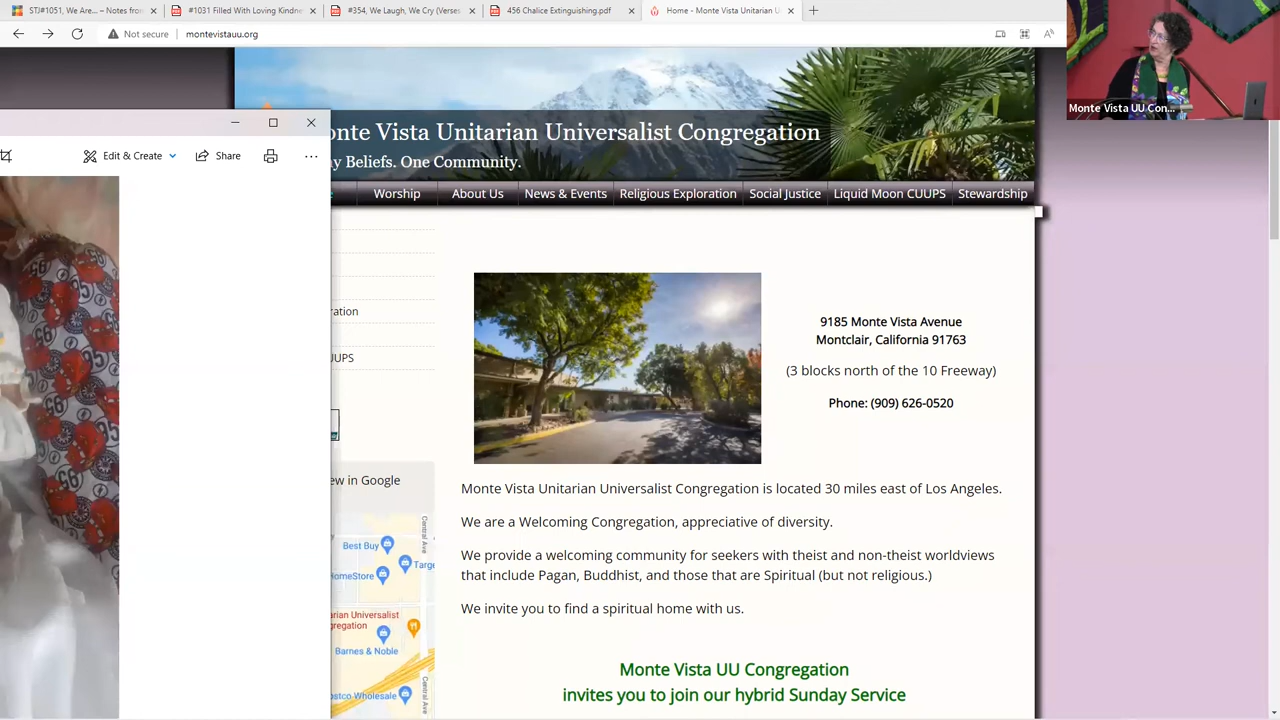 STJ#1051, We Are... – Notes from
#1031 Filled With Loving Kindne
#354, We Laugh, We Cry (Verses
456 Chalice Extinguishing.pdf
Home - Monte Vista Unitarian U
Not secure
montevistauu.org
Monte Vista UU Con...
onte Vista Unitarian Universalist Congregation
ny Beliefs. One Community.
Edit & Create
Share
Worship
About Us
News & Events
Religious Exploration
Social Justice
Liquid Moon CUUPS
Stewardship
ration
UUPS
9185 Monte Vista Avenue
Montclair, California 91763
(3 blocks north of the 10 Freeway)
Phone: (909) 626-0520
ew in Google
Central Ave
Best Buy
Targe
HomeStore
arian Universalist
gregation
Barnes & Noble
ostco Wholesale
Central Ave
95
Monte Vista Unitarian Universalist Congregation is located 30 miles east of Los Angeles.
We are a Welcoming Congregation, appreciative of diversity.
We provide a welcoming community for seekers with theist and non-theist worldviews
that include Pagan, Buddhist, and those that are Spiritual (but not religious.)
We invite you to find a spiritual home with us.
Monte Vista UU Congregation
invites you to join our hybrid Sunday Service